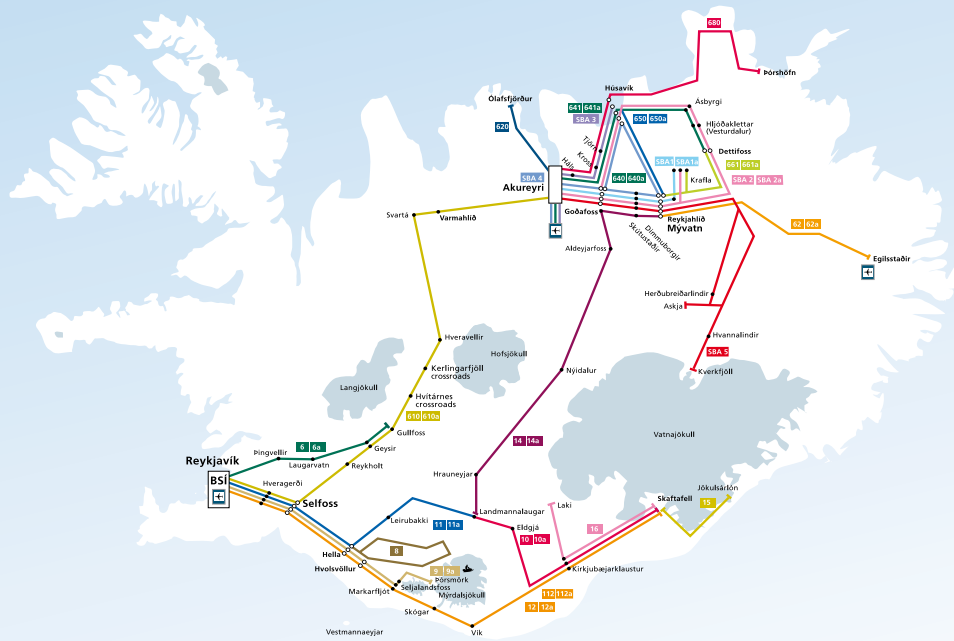 680
Þórshöfn
Húsavík
Ólafsfjörður
641 641a
Ásbyrgi
SBA 3
650 650a
620
Hljóðaklettar
(Vesturdalur)
Tjörn
Kross
Háls
Dettifoss
SBA1 SBA1a
661 661a
SBA 4
640 640a
Krafla
SBA 2 SBA 2a
Akureyri
Svartá
Varmahlíð
Goðafoss
Reykjahlíð
Mývatn
62 62a
Skútustaðir
Dimmuborgir
Aldeyjarfoss
Egilsstaðir
Herðubreiðarlindir
Askja
Hveravellir
Hvannalindir
Hofsjökull
SBA 5
Kerlingarfjöll
crossroads
Nýidalur
Kverkfjöll
Langjökull
Hvítárnes
crossroads
610 610a
Gullfoss
Vatnajökull
14 14a
6 6a
Geysir
Þingvellir
Reykjavík
Laugarvatn
Reykholt
BSÍ
Hrauneyjar
Hveragerði
Jökulsárlón
Skaftafell
15
Selfoss
Laki
Landmannalaugar
Leirubakki
11 11a
Eldgjá
16
10 10a
Hella
8
Hvolsvöllur
9 9a
Kirkjubæjarklaustur
Þórsmörk
Seljalandsfoss
Markarfljót
Mýrdalsjökull
112 112a
12 12a
Skógar
Vestmannaeyjar
Vík